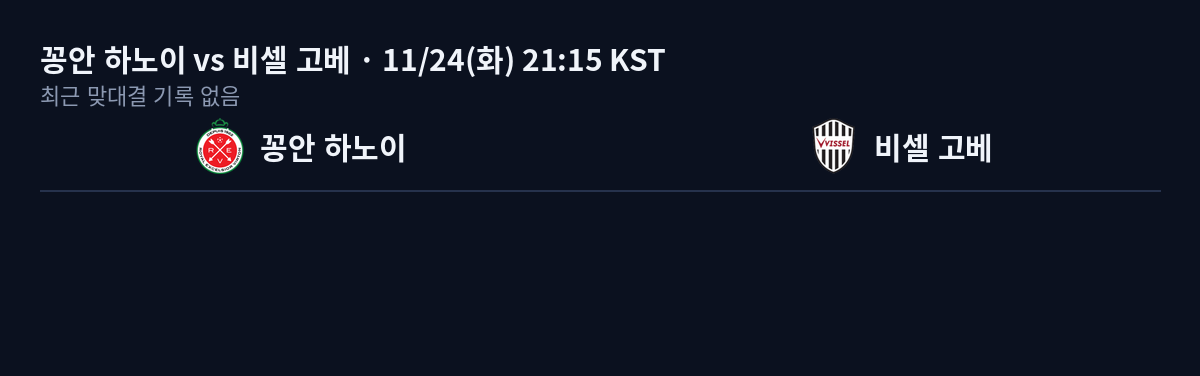 꽁안 하노이 vs 비셀 고베 · 11/24(화) 21:15 KST
최근 맞대결 기록 없음
꽁안 하노이
VISSEL
비셀 고베